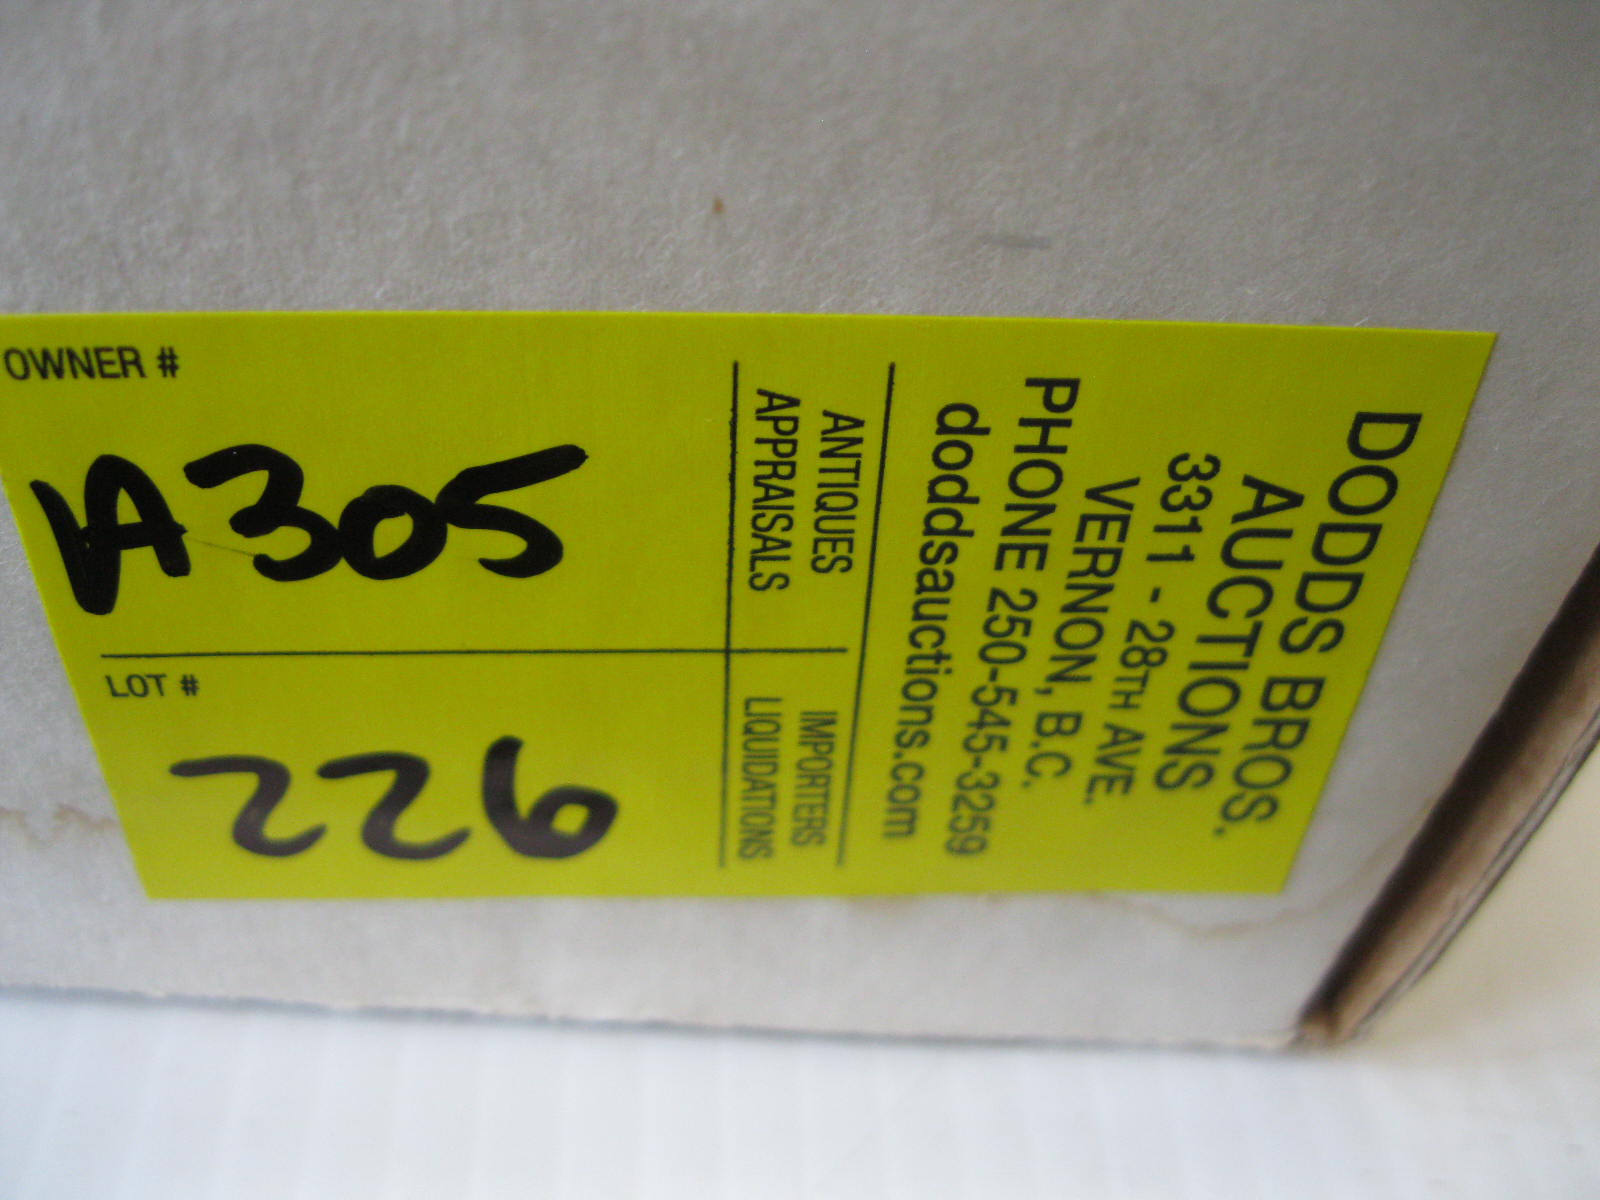 DODDS BROS.
AUCTIONS
3311 - 28TH AVE.
VERNON, B.C.
PHONE 250-545-3259
doddsauctions.com
ANTIQUES
APPRAISALS
IMPORTERS
LIQUIDATIONS
OWNER #
A305
LOT #
226